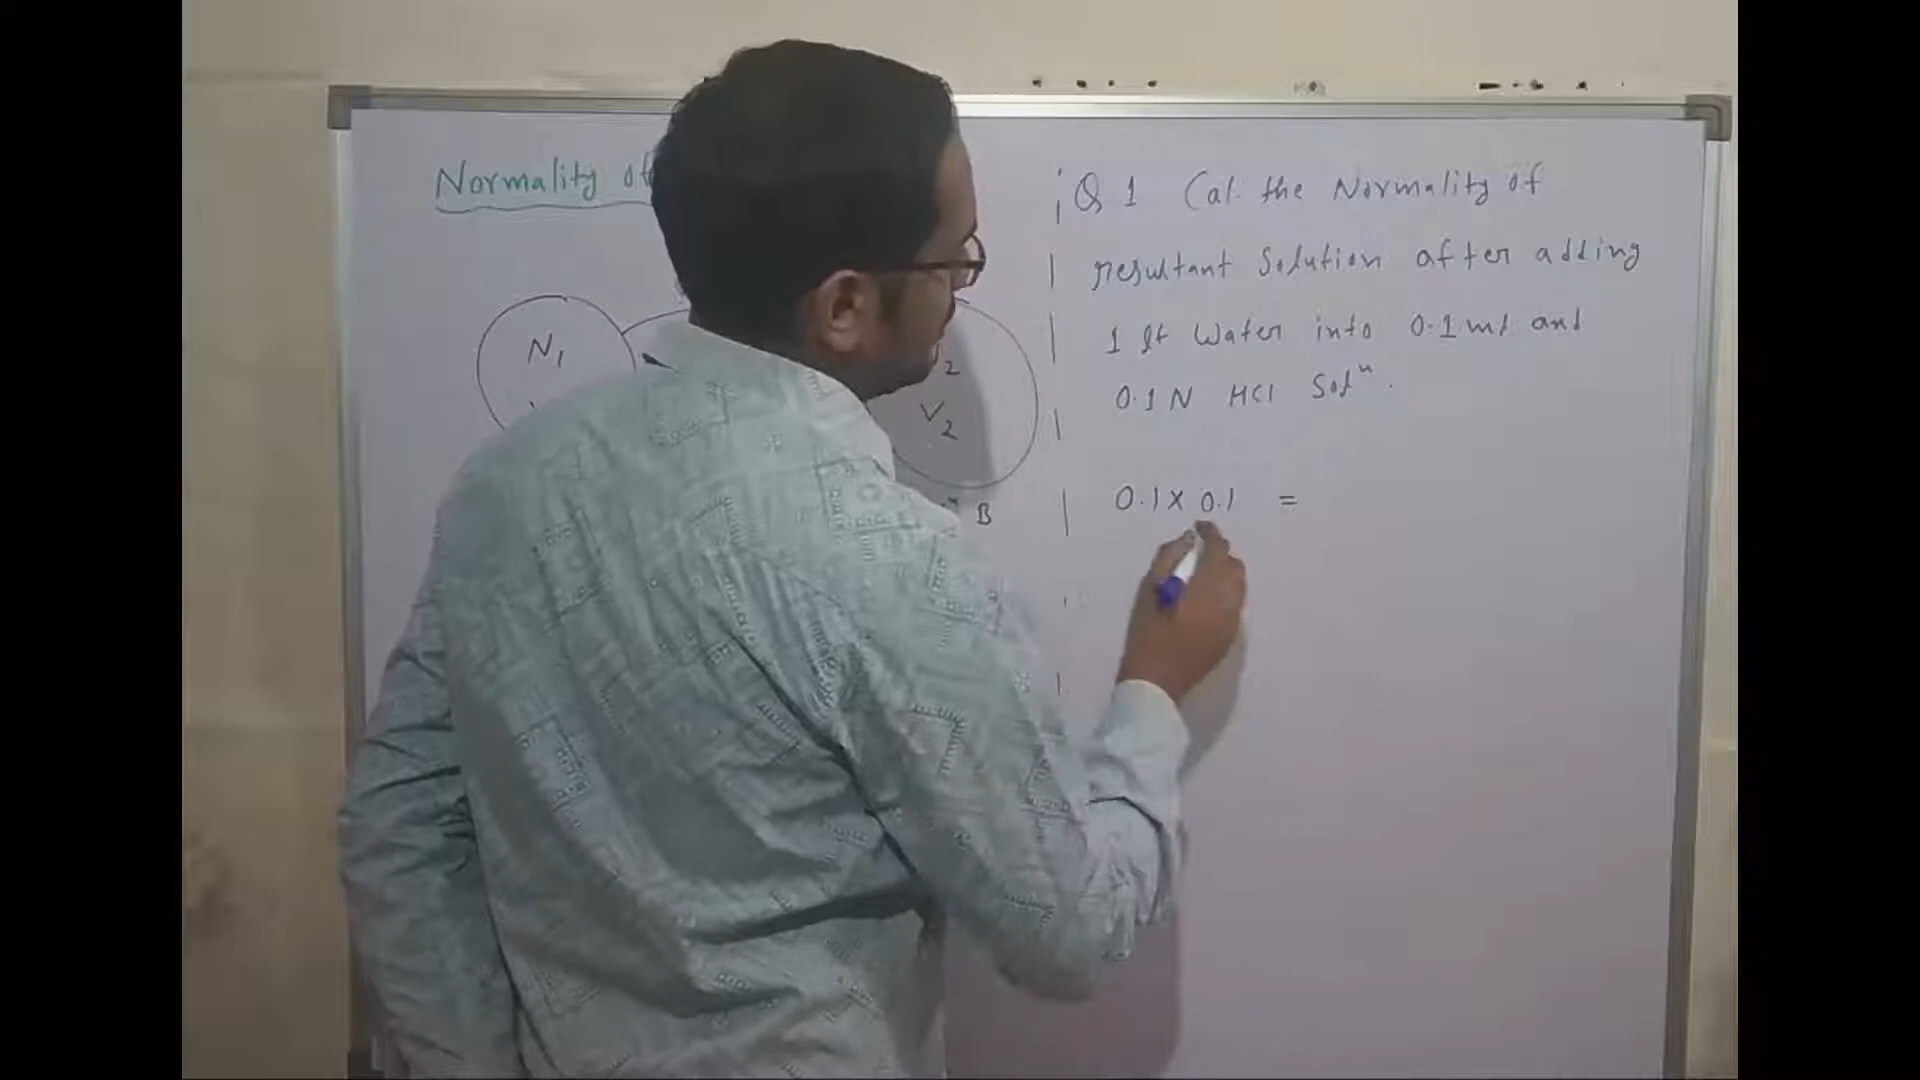 Normality of
N1
2
V2
B
Q 1 Cal. the Normality of
resultant Solution after adding
1 lt Water into 0.1 ml and
0.1 N HCl Solⁿ.
0.1 x 0.1 =